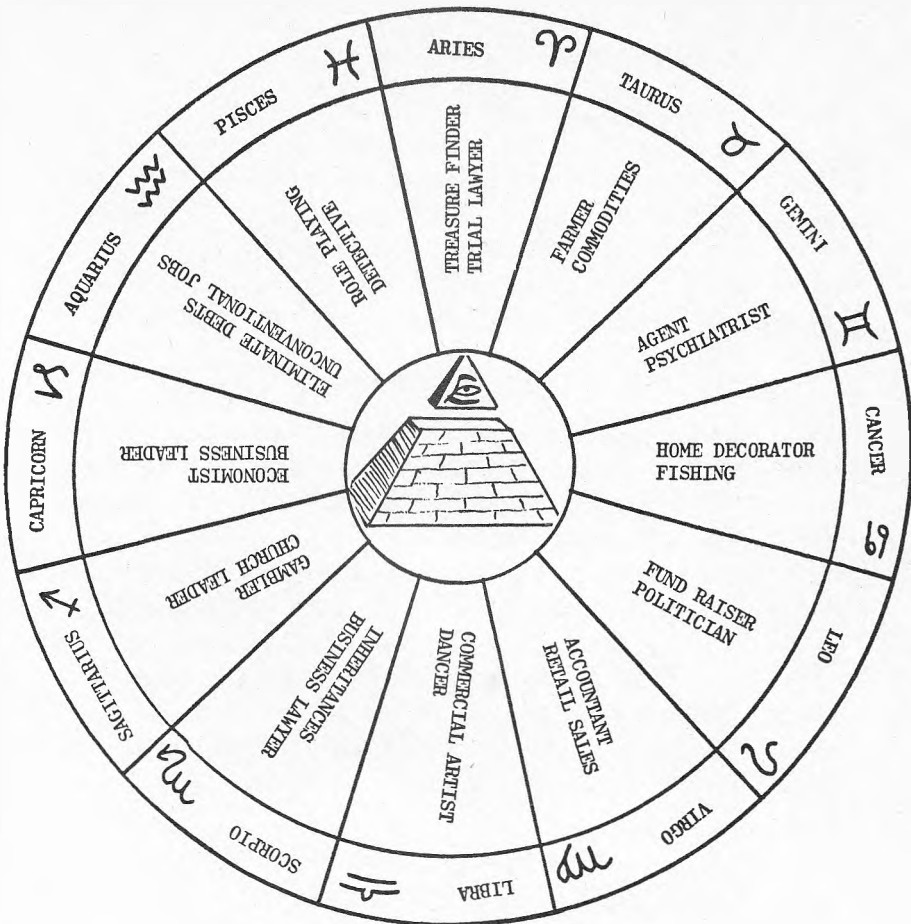 ARIES
TREASURE FINDER
TRIAL LAWYER
TAURUS
FARMER
COMMODITIES
GEMINI
AGENT
PSYCHIATRIST
CANCER
HOME DECORATOR
FISHING
LEO
FUND RAISER
POLITICIAN
VIRGO
ACCOUNTANT
RETAIL SALES
LIBRA
COMMERCIAL ARTIST
DANCER
SCORPIO
INHERITANCES
BUSINESS LAWYER
SAGITTARIUS
GAMBLER
CHURCH LEADER
CAPRICORN
ECONOMIST
BUSINESS LEADER
AQUARIUS
ELIMINATE DEBTS
UNCONVENTIONAL JOBS
PISCES
ROLE PLAYING
DETECTIVE